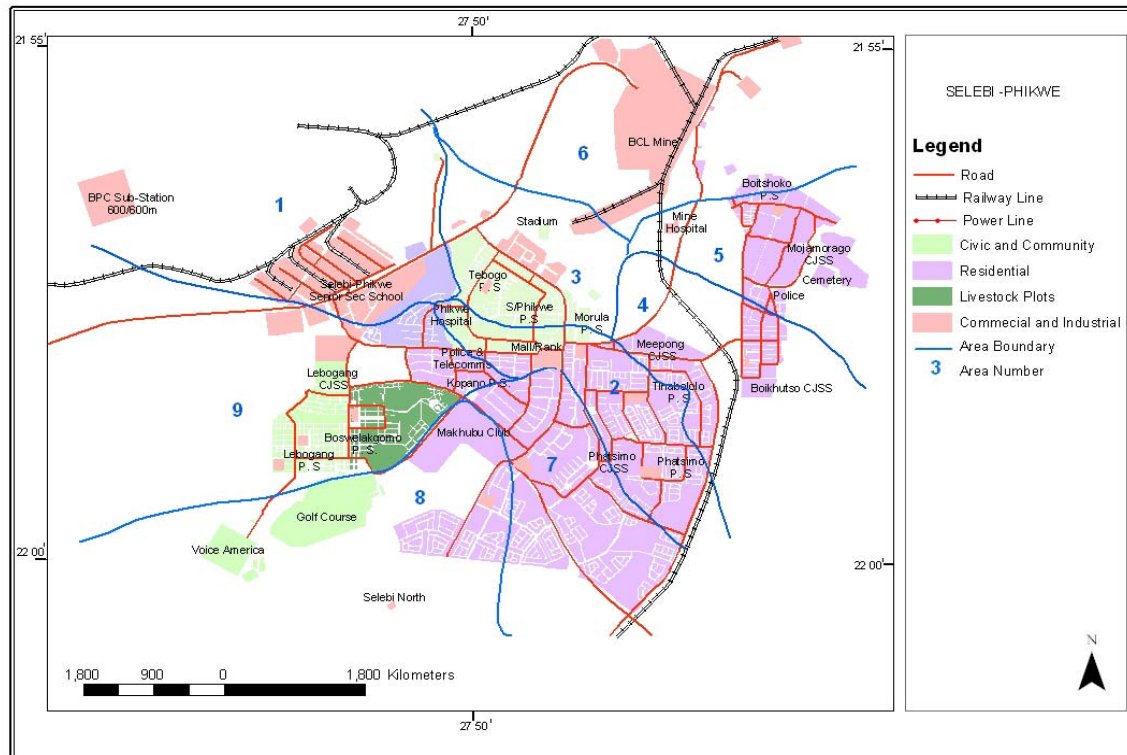 27 50'
21 55'
21 55'
SELEBI -PHIKWE
Legend
Road
Railway Line
Power Line
Civic and Community
Residential
Livestock Plots
Commecial and Industrial
Area Boundary
3 Area Number
6
BCL Mine
BPC Sub-Station
600/600m
1
Boitshoko
P.S
Stadium
Mine
Hospital
5
Mojamorago
CJSS
Cemetery
3
Tebogo
P.S
Selebi-Phikwe
Senior Sec School
4
Police
S/Phikwe
P.S
Phikwe
Hospital
Morula
P.S
Mall/Rank
Meepong
CJSS
Police &
Telecomms
Lebogang
CJSS
Kopano P.S.
2
Tihabelolo
P.S
Boikhutso CJSS
9
Makhubu Club
Boswelakgomo
P. S.
Lebogang
P.S
7
Phatsimo
CJSS
Phatsimo
P.S
8
Golf Course
Voice America
22 00'
22 00'
Selebi North
1,800 900 0 1,800 Kilometers
N
27 50'